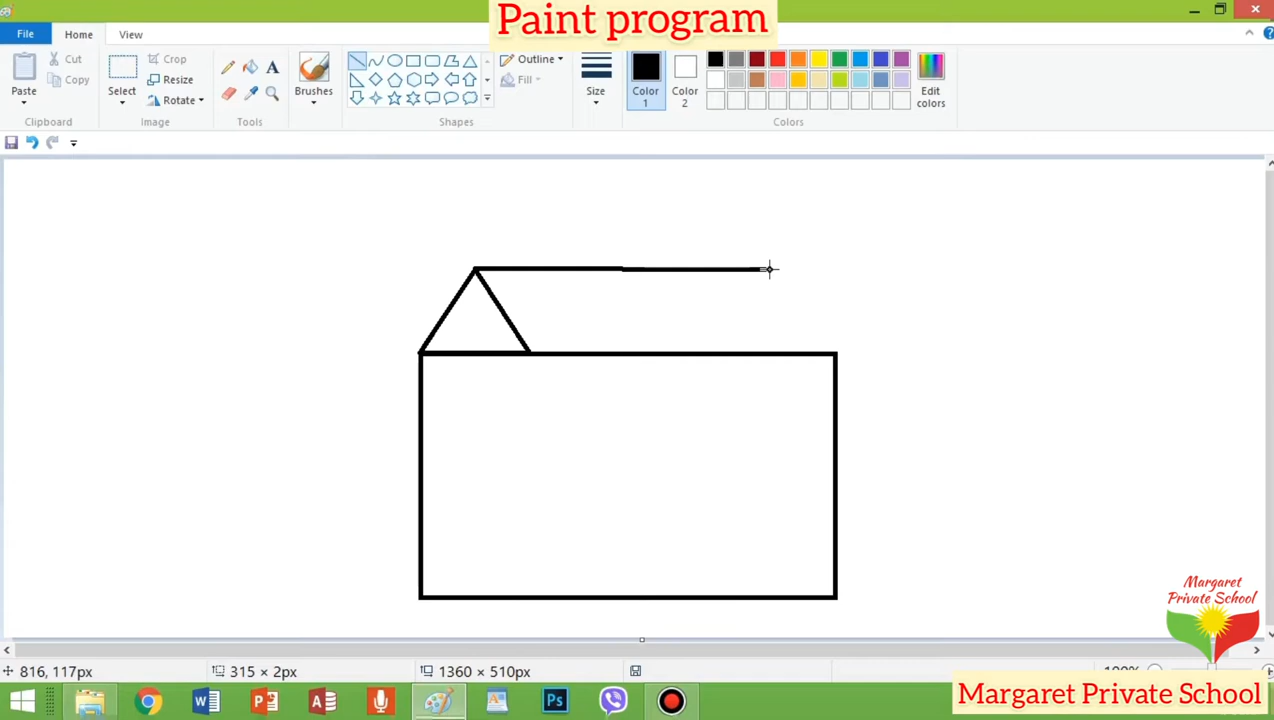 Paint program
File
Home
View
Paste
Cut
Copy
Clipboard
Select
Crop
Resize
Rotate
Image
A
Tools
Brushes
Shapes
Outline
Fill
Size
Color
1
Color
2
Edit
colors
Colors
Margaret
Private School
816, 117px
315 × 2px
1360 × 510px
Ps
Margaret Private School